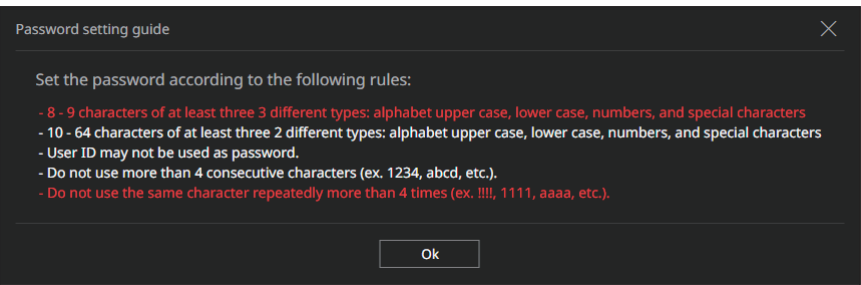 Password setting guide
Set the password according to the following rules:
- 8 - 9 characters of at least three 3 different types: alphabet upper case, lower case, numbers, and special characters
- 10 - 64 characters of at least three 2 different types: alphabet upper case, lower case, numbers, and special characters
- User ID may not be used as password.
- Do not use more than 4 consecutive characters (ex. 1234, abcd, etc.).
- Do not use the same character repeatedly more than 4 times (ex. !!!!, 1111, aaaa, etc.).
Ok